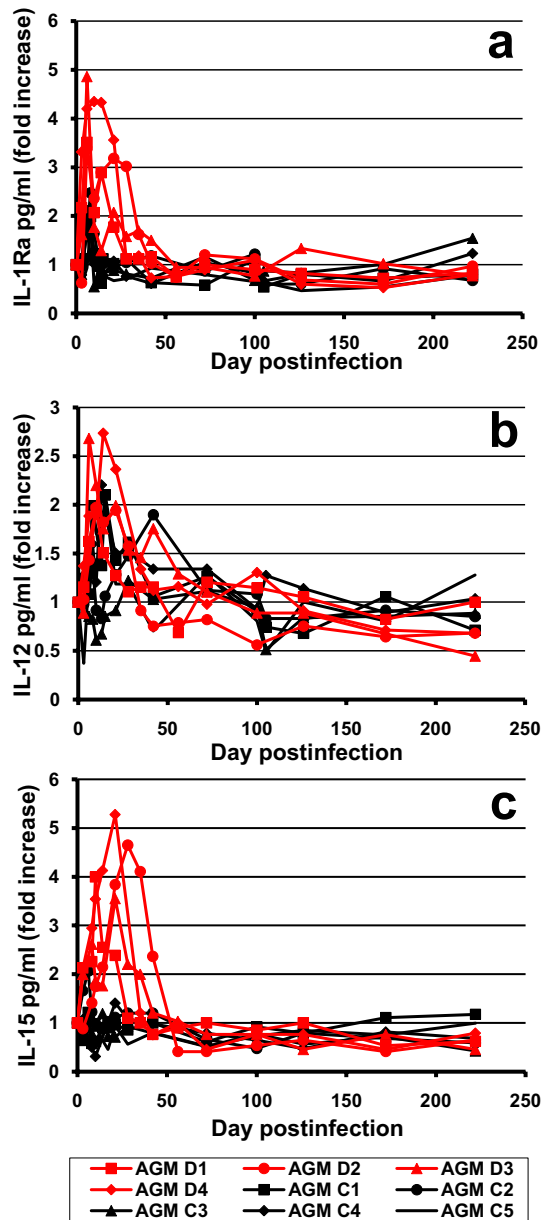 a
IL-1Ra pg/ml (fold increase)
6
5
4
3
2
1
0
0 50 100 150 200 250
Day postinfection
b
IL-12 pg/ml (fold increase)
3
2.5
2
1.5
1
0.5
0
0 50 100 150 200 250
Day postinfection
c
IL-15 pg/ml (fold increase)
6
5
4
3
2
1
0
0 50 100 150 200 250
Day postinfection
AGM D1 AGM D2 AGM D3
AGM D4 AGM C1 AGM C2
AGM C3 AGM C4 AGM C5